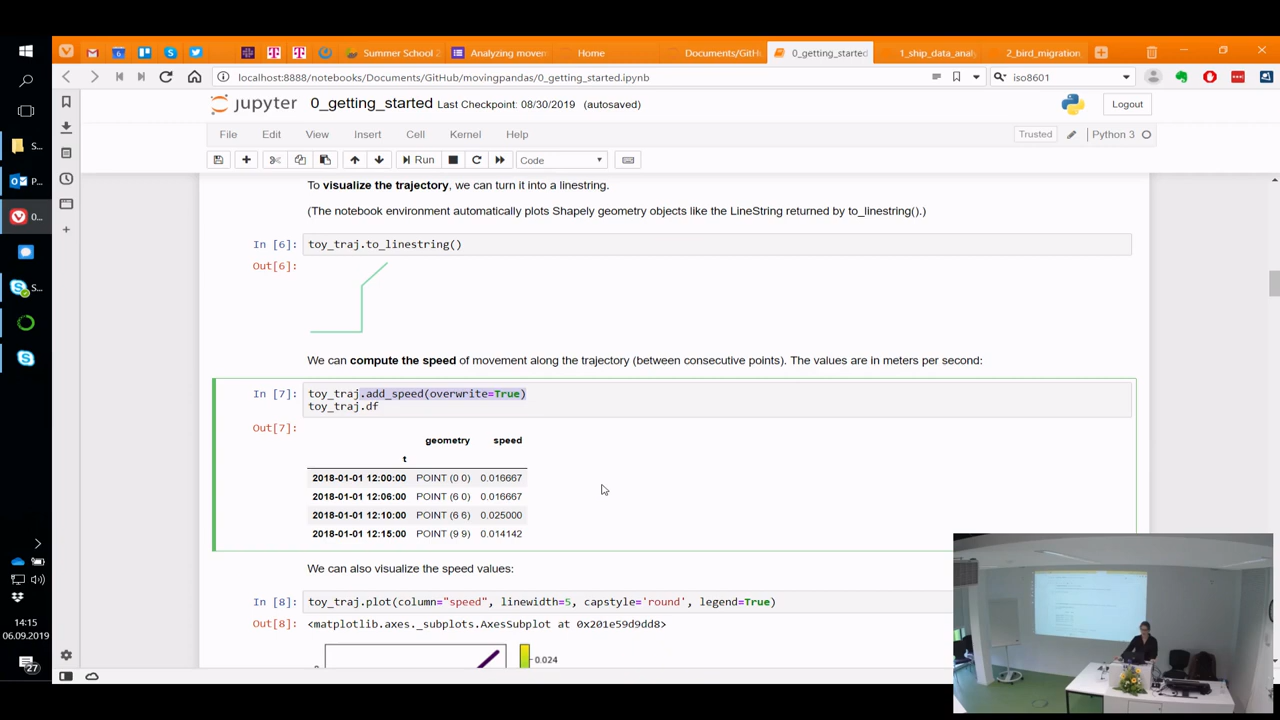 Summer School 2
Analyzing mover
Home
Documents/GitHu
0_getting_started
1_ship_data_anal
2_bird_migration
localhost:8888/notebooks/Documents/GitHub/movingpandas/0_getting_started.ipynb
iso8601
jupyter 0_getting_started Last Checkpoint: 08/30/2019 (autosaved)
Logout
File Edit View Insert Cell Kernel Help
Trusted
Python 3
Run
Code
To visualize the trajectory, we can turn it into a linestring.
(The notebook environment automatically plots Shapely geometry objects like the LineString returned by to_linestring().)
In [6]: toy_traj.to_linestring()
Out[6]:
We can compute the speed of movement along the trajectory (between consecutive points). The values are in meters per second:
In [7]: toy_traj.add_speed(overwrite=True)
toy_traj.df
Out[7]:
geometry speed
t
2018-01-01 12:00:00 POINT (0 0) 0.016667
2018-01-01 12:06:00 POINT (6 0) 0.016667
2018-01-01 12:10:00 POINT (6 6) 0.025000
2018-01-01 12:15:00 POINT (9 9) 0.014142
We can also visualize the speed values:
In [8]: toy_traj.plot(column="speed", linewidth=5, capstyle='round', legend=True)
Out[8]: <matplotlib.axes._subplots.AxesSubplot at 0x201e59d9dd8>
0.024
S...
P...
0...
S...
14:15
06.09.2019
27